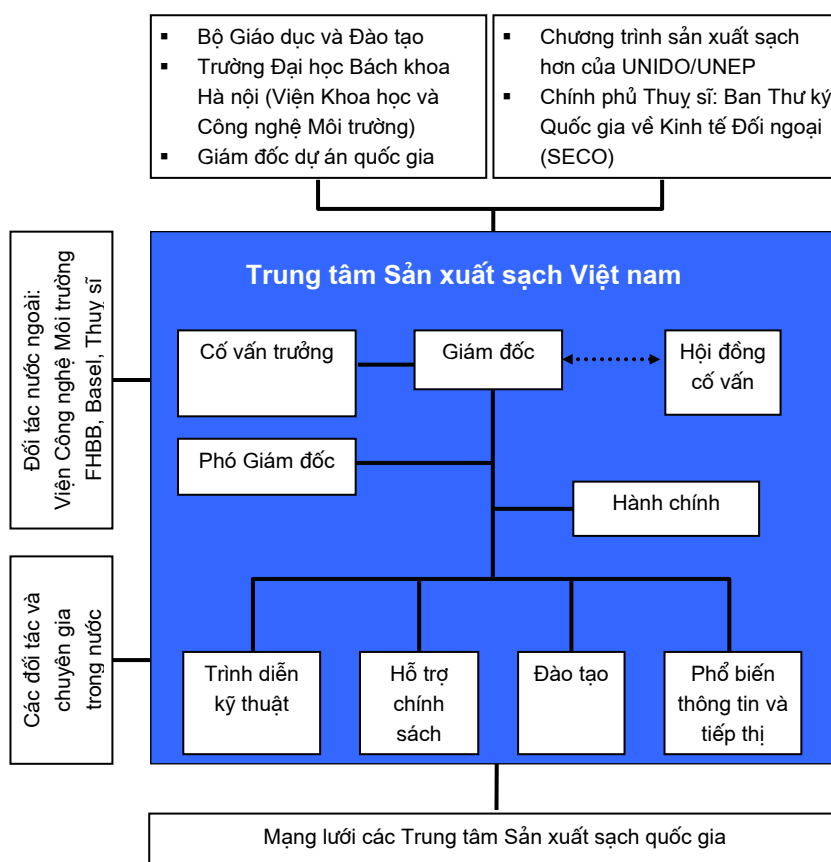 ▪ Bộ Giáo dục và Đào tạo
▪ Trường Đại học Bách khoa
Hà nội (Viện Khoa học và
Công nghệ Môi trường)
▪ Giám đốc dự án quốc gia
▪ Chương trình sản xuất sạch
hơn của UNIDO/UNEP
▪ Chính phủ Thuỵ sĩ: Ban Thư ký
Quốc gia về Kinh tế Đối ngoại
(SECO)
Đối tác nước ngoài:
Viện Công nghệ Môi trường
FHBB, Basel, Thuỵ sĩ
Trung tâm Sản xuất sạch Việt nam
Cố vấn trưởng
Giám đốc
Hội đồng
cố vấn
Phó Giám đốc
Hành chính
Các đối tác và
chuyên gia
trong nước
Trình diễn
kỹ thuật
Hỗ trợ
chính
sách
Đào tạo
Phổ biến
thông tin và
tiếp thị
Mạng lưới các Trung tâm Sản xuất sạch quốc gia